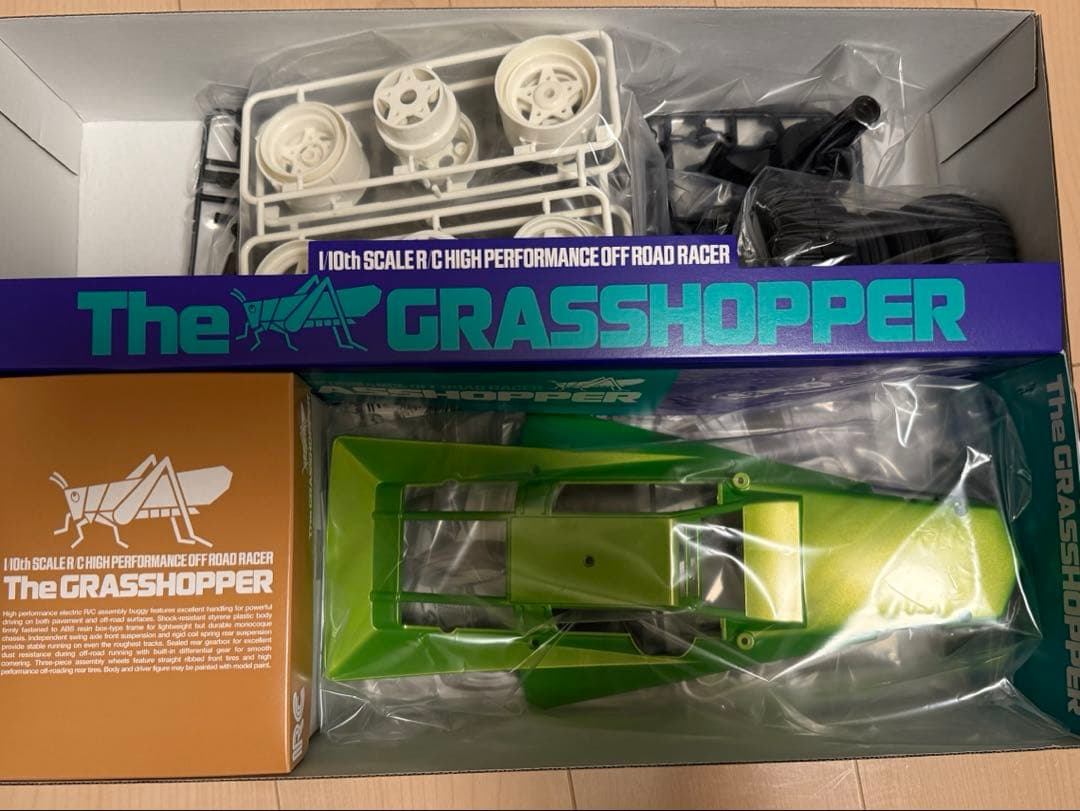 1/10th SCALE R/C HIGH PERFORMANCE OFF ROAD RACER
The GRASSHOPPER
OFF ROAD RACER
The GRASSHOPPER
1/10th SCALE R/C HIGH PERFORMANCE OFF ROAD RACER
The GRASSHOPPER
High performance electric R/C assembly buggy features excellent handling for powerful
driving on both pavement and off-road surfaces. Shock-resistant styrene plastic body
firmly fastened to ABS resin box-type frame for lightweight but durable monocoque
chassis. Independent swing axle front suspension and rigid coil spring rear suspension
provide stable running on even the roughest tracks. Sealed rear gearbox for excellent
dust resistance during off-road running with built-in differential gear for smooth
cornering. Three-piece assembly wheels feature straight ribbed front tires and high
performance off-roading rear tires. Body and driver figure may be painted with model paint.
RC